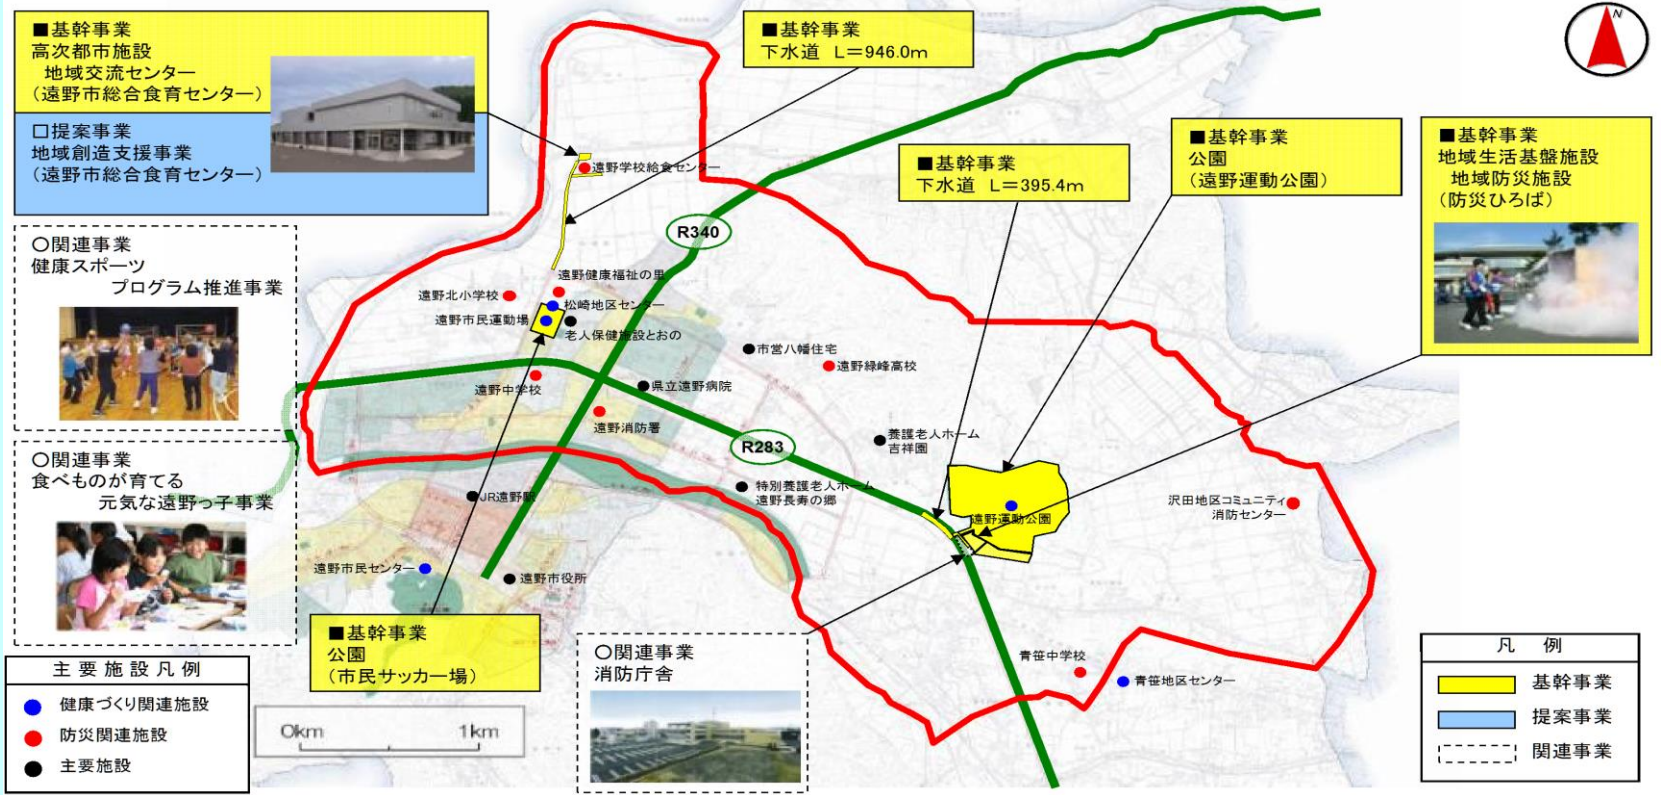 ■基幹事業
高次都市施設
地域交流センター
(遠野市総合食育センター)
□提案事業
地域創造支援事業
(遠野市総合食育センター)
■基幹事業
下水道 L=946.0m
■基幹事業
下水道 L=395.4m
■基幹事業
公園
(遠野運動公園)
■基幹事業
地域生活基盤施設
地域防災施設
(防災ひろば)
N
○関連事業
健康スポーツ
プログラム推進事業
○関連事業
食べものが育てる
元気な遠野っ子事業
遠野学校給食センター
R340
遠野健康福祉の里
遠野北小学校
松崎地区センター
遠野市民運動場
老人保健施設とおの
市営八幡住宅
遠野緑峰高校
遠野中学校
県立遠野病院
遠野消防署
R283
養護老人ホーム
吉祥園
JR遠野駅
特別養護老人ホーム
遠野長寿の郷
遠野運動公園
沢田地区コミュニティ
消防センター
遠野市民センター
遠野市役所
■基幹事業
公園
(市民サッカー場)
○関連事業
消防庁舎
青笹中学校
青笹地区センター
主要施設凡例
健康づくり関連施設
防災関連施設
主要施設
0km 1km
凡 例
基幹事業
提案事業
関連事業